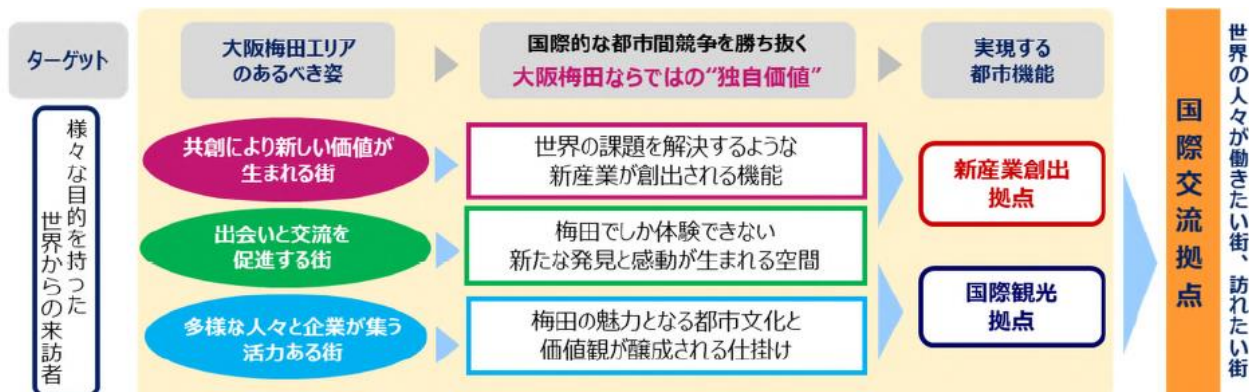 ターゲット
様々な目的を持った
世界からの来訪者
大阪梅田エリア
のあるべき姿
国際的な都市間競争を勝ち抜く
大阪梅田ならではの“独自価値”
実現する
都市機能
共創により新しい価値が
生まれる街
世界の課題を解決するような
新産業が創出される機能
出会いと交流を
促進する街
梅田でしか体験できない
新たな発見と感動が生まれる空間
多様な人々と企業が集う
活力ある街
梅田の魅力となる都市文化と
価値観が醸成される仕掛け
新産業創出
拠点
国際観光
拠点
国際交流拠点
世界の人々が働きたい街、訪れたい街